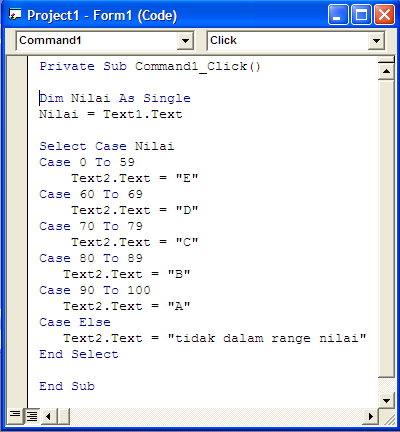 Project1 - Form1 (Code)
Command1 Click
Private Sub Command1_Click()
Dim Nilai As Single
Nilai = Text1.Text
Select Case Nilai
Case 0 To 59
Text2.Text = "E"
Case 60 To 69
Text2.Text = "D"
Case 70 To 79
Text2.Text = "C"
Case 80 To 89
Text2.Text = "B"
Case 90 To 100
Text2.Text = "A"
Case Else
Text2.Text = "tidak dalam range nilai"
End Select
End Sub